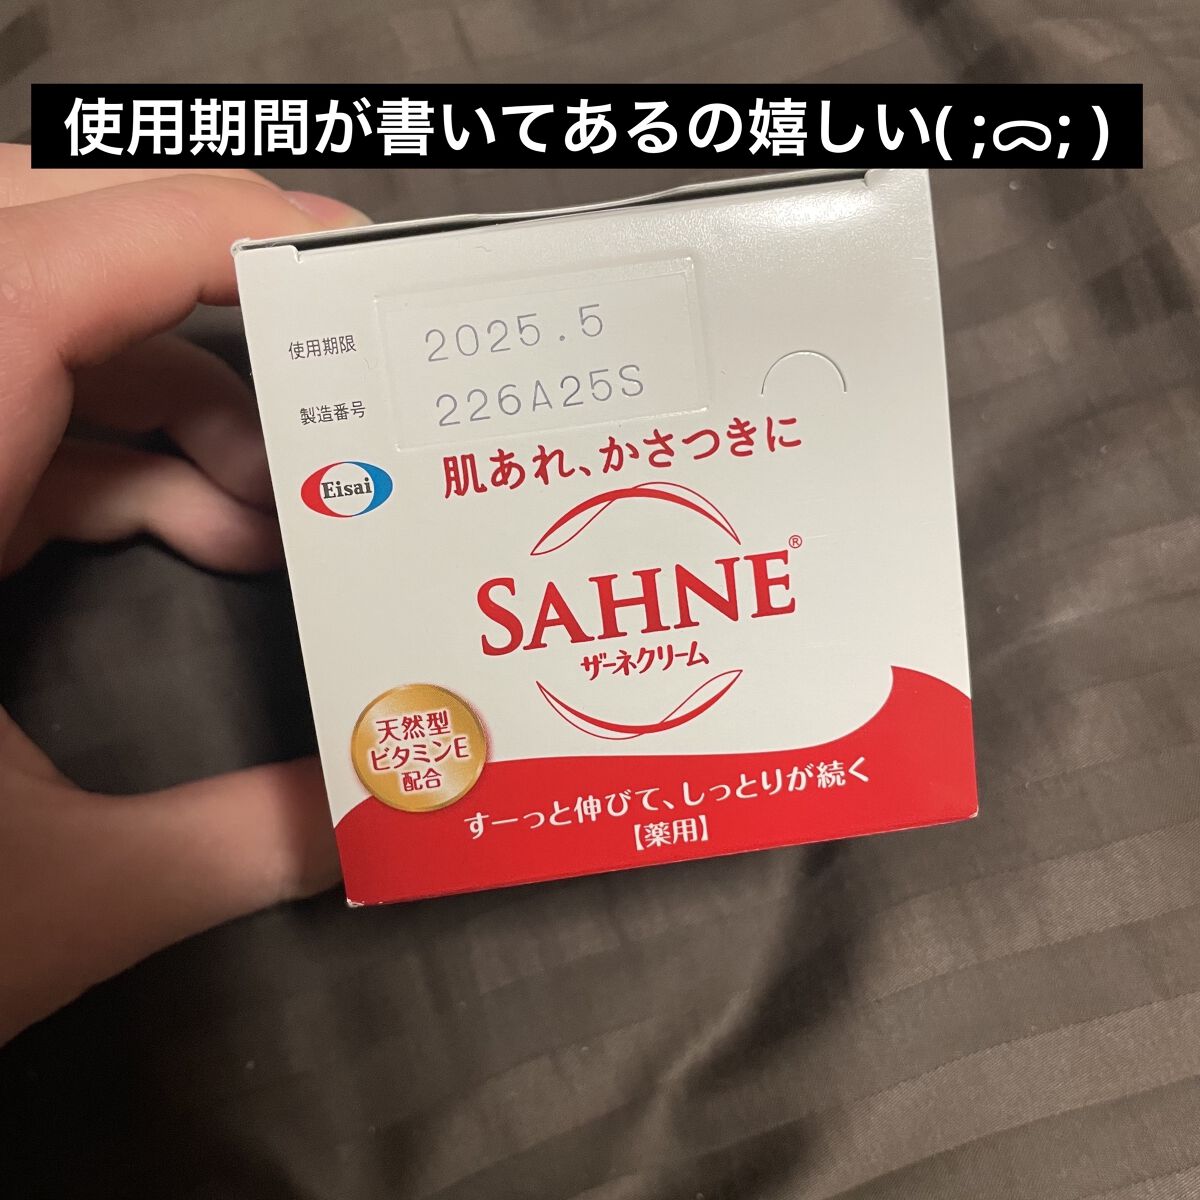 使用期間が書いてあるの嬉しい( ;ᯅ; )
使用期限 2025.5
製造番号 226A25S
Eisai
肌あれ、かさつきに
SAHNE®
ザーネクリーム
天然型
ビタミンE
配合
すーっと伸びて、しっとりが続く
【薬用】